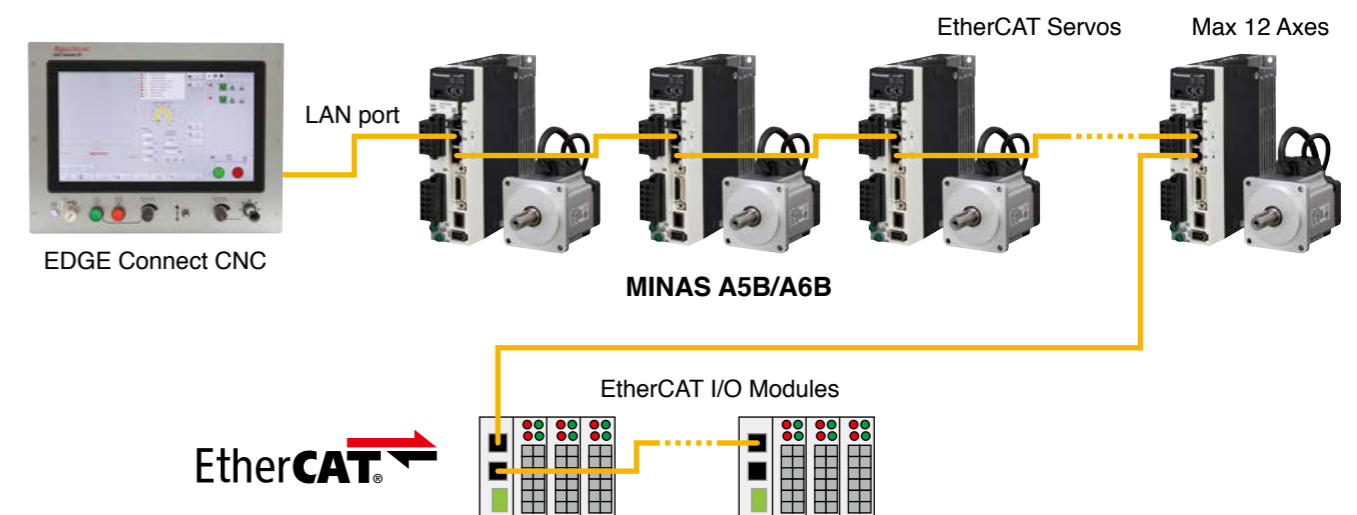 EtherCAT Servos
Max 12 Axes
LAN port
EDGE Connect CNC
MINAS A5B/A6B
EtherCAT I/O Modules
EtherCAT®